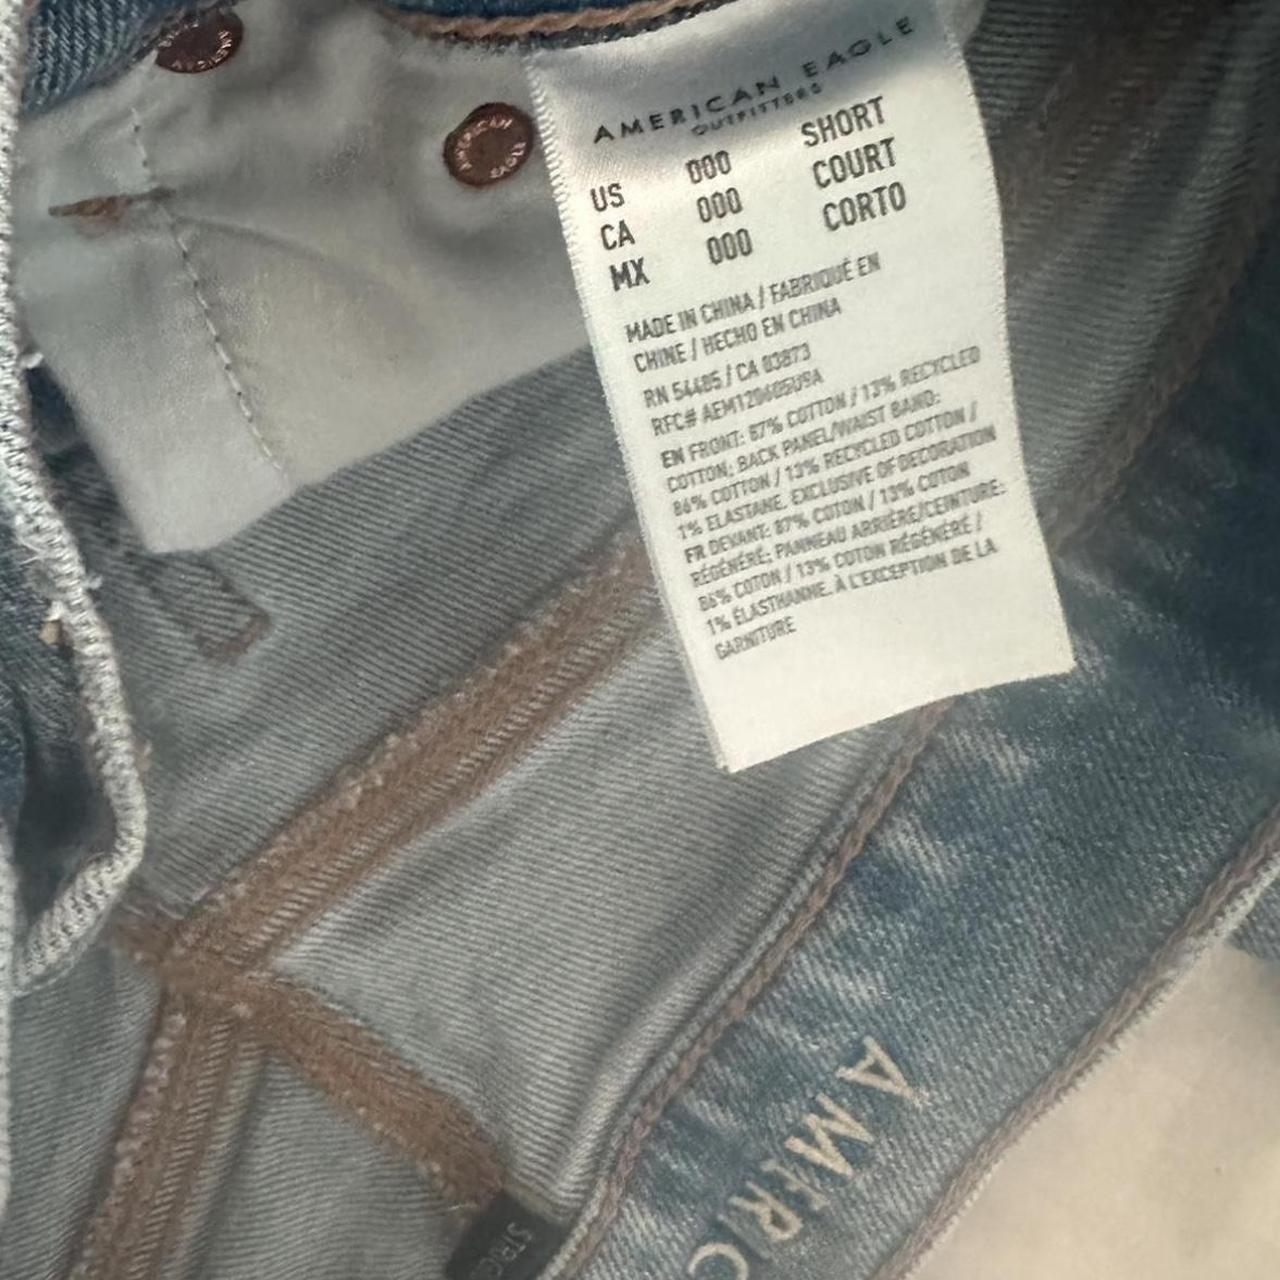 AMERICAN EAGLE
OUTFITTERS
US 000 SHORT
CA 000 COURT
MX 000 CORTO
MADE IN CHINA / FABRIQUÉ EN
CHINE / HECHO EN CHINA
RN 54485 / CA 03873
RFC# AEM120605U9A
EN FRONT: 87% COTTON / 13% RECYCLED
COTTON; BACK PANEL/WAIST BAND:
86% COTTON / 13% RECYCLED COTTON /
1% ELASTANE. EXCLUSIVE OF DECORATION
FR DEVANT: 87% COTON / 13% COTON
RÉGÉNÉRÉ; PANNEAU ARRIÈRE/CEINTURE:
86% COTON / 13% COTON RÉGÉNÉRÉ /
1% ÉLASTHANNE. À L'EXCEPTION DE LA
GARNITURE
AMERICAN
AMERIC